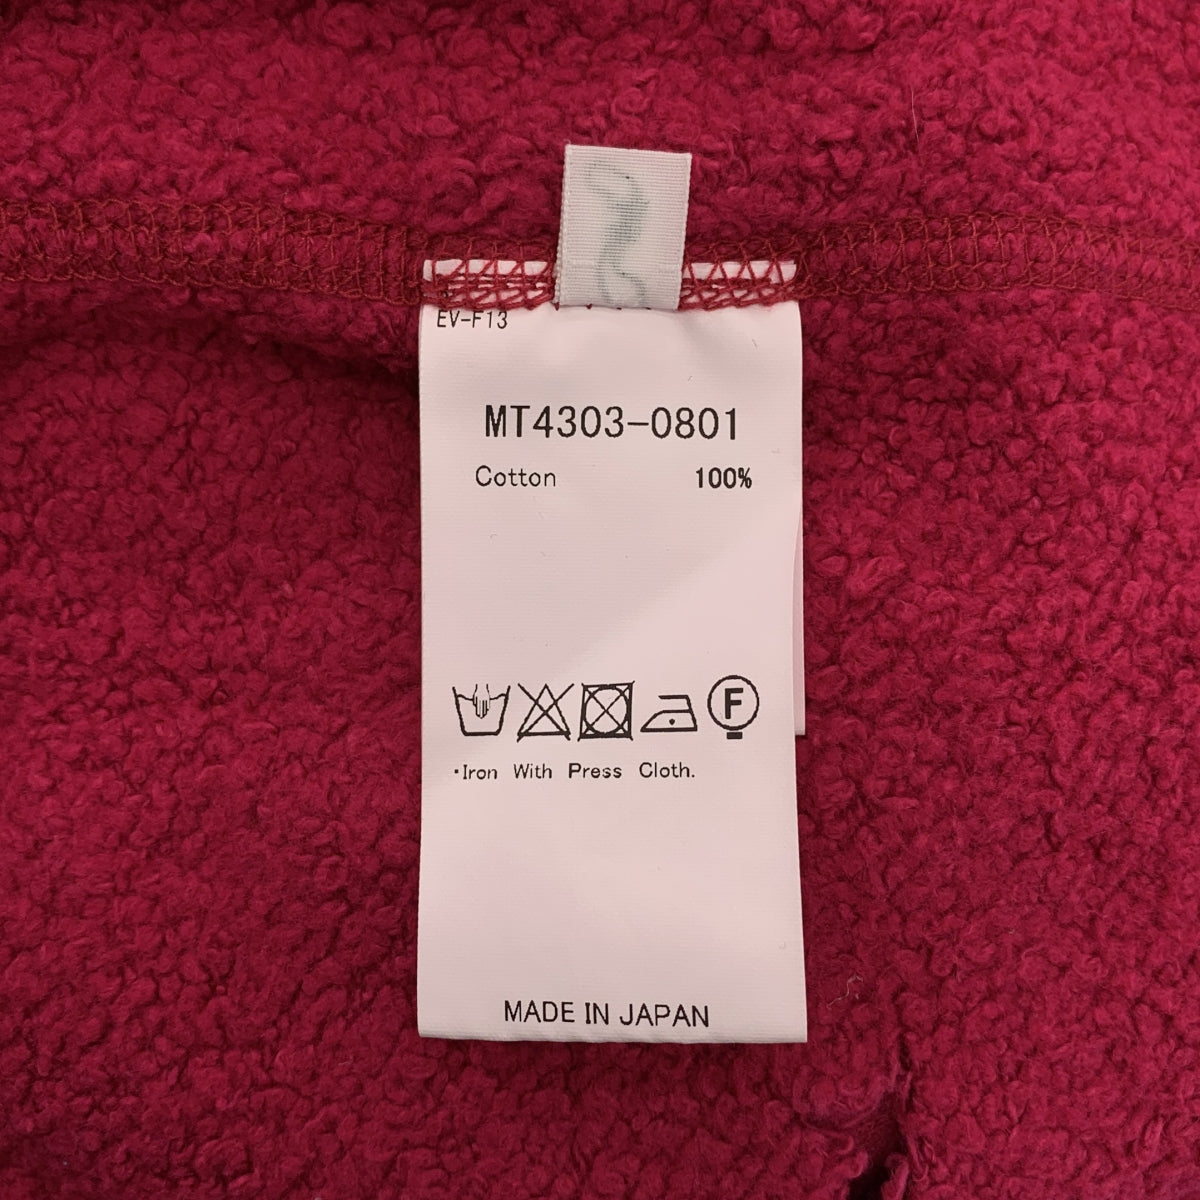 EV-F13
MT4303-0801
Cotton 100%
F
·Iron With Press Cloth.
MADE IN JAPAN